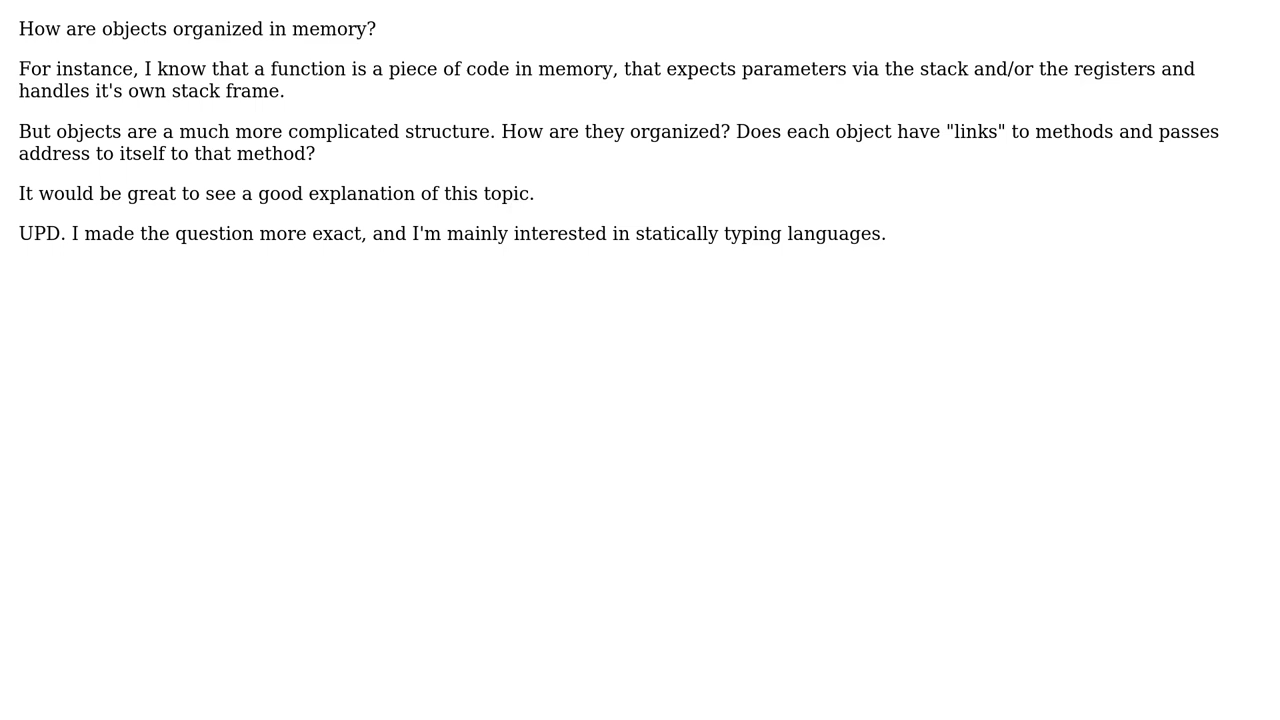 How are objects organized in memory?
For instance, I know that a function is a piece of code in memory, that expects parameters via the stack and/or the registers and
handles it's own stack frame.
But objects are a much more complicated structure. How are they organized? Does each object have "links" to methods and passes
address to itself to that method?
It would be great to see a good explanation of this topic.
UPD. I made the question more exact, and I'm mainly interested in statically typing languages.